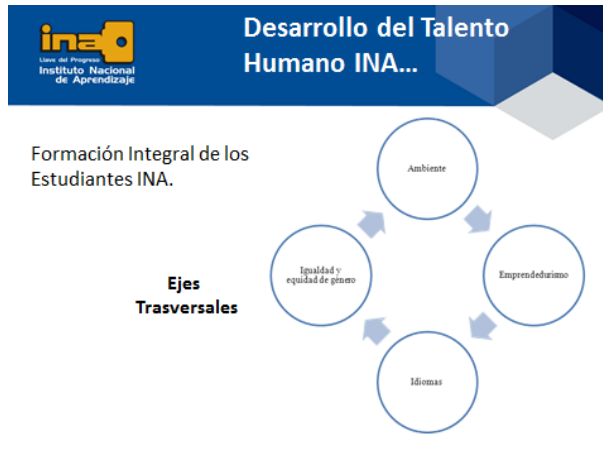 ina
Llave del Progreso
Instituto Nacional
de Aprendizaje
Desarrollo del Talento
Humano INA...
Formación Integral de los
Estudiantes INA.
Ejes
Trasversales
Ambiente
Emprendedurismo
Idiomas
Igualdad y
equidad de género